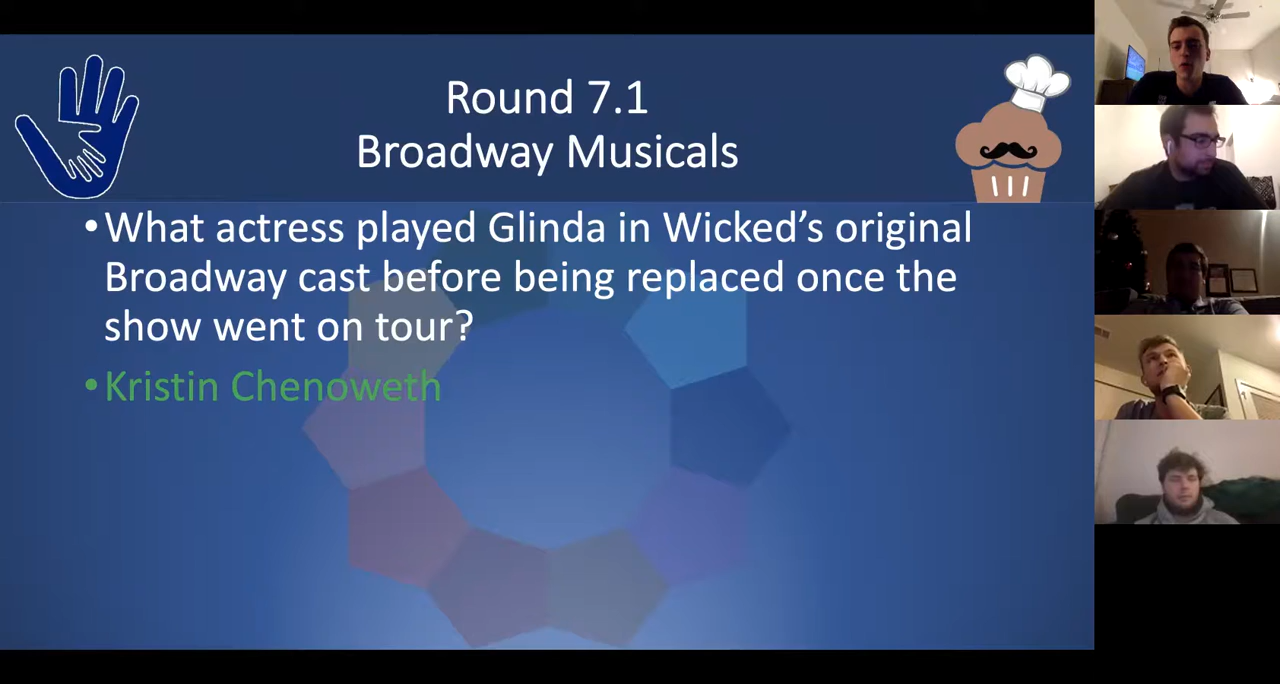 Round 7.1
Broadway Musicals
•What actress played Glinda in Wicked’s original
Broadway cast before being replaced once the
show went on tour?
•Kristin Chenoweth